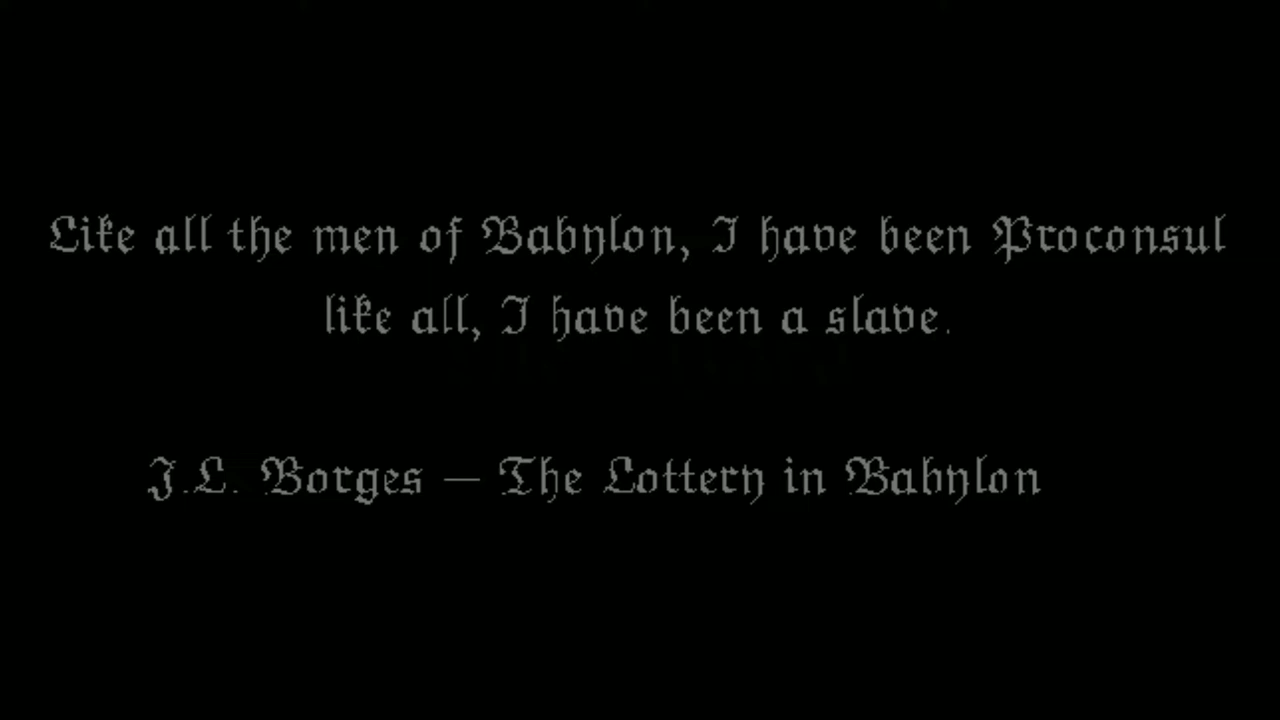 Like all the men of Babylon, I have been Proconsul
like all, I have been a slave.
J.L. Borges – The Lottery in Babylon